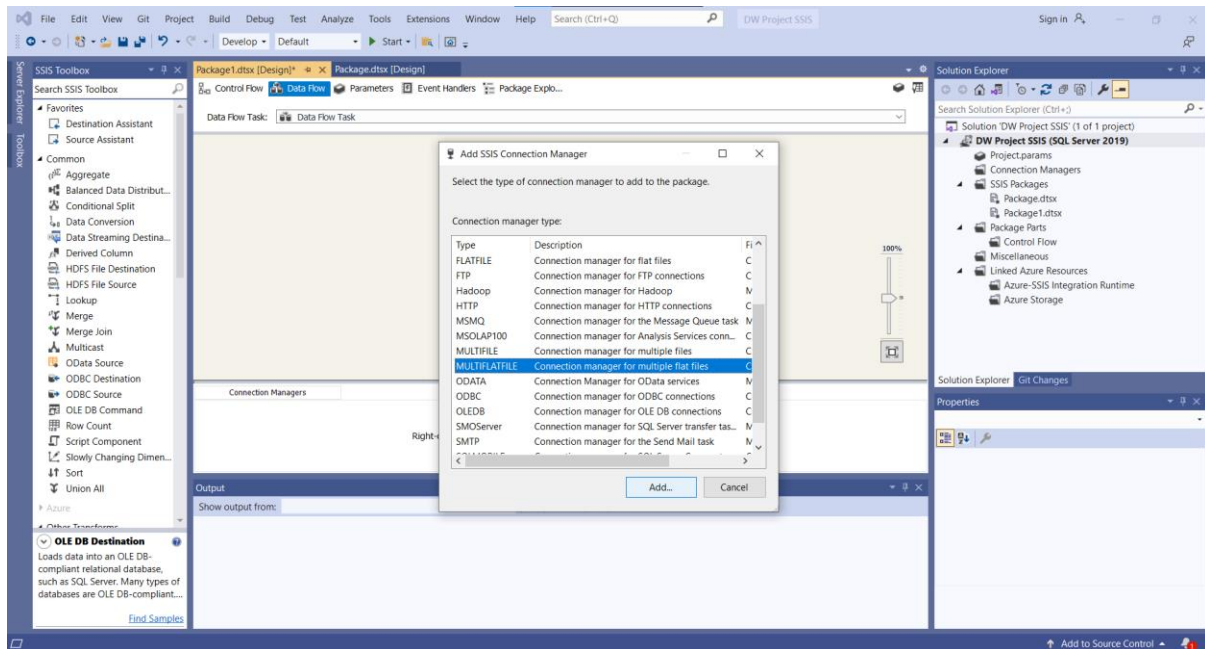 File Edit View Git Project Build Debug Test Analyze Tools Extensions Window Help Search (Ctrl+Q) DW Project SSIS Sign in
Develop Default Start
Server Explorer
Toolbox
SSIS Toolbox
Search SSIS Toolbox
Favorites
Destination Assistant
Source Assistant
Common
Aggregate
Balanced Data Distribut...
Conditional Split
Data Conversion
Data Streaming Destina...
Derived Column
HDFS File Destination
HDFS File Source
Lookup
Merge
Merge Join
Multicast
OData Source
ODBC Destination
ODBC Source
OLE DB Command
Row Count
Script Component
Slowly Changing Dimen...
Sort
Union All
Azure
Other Transforms
OLE DB Destination
Loads data into an OLE DB-
compliant relational database,
such as SQL Server. Many types of
databases are OLE DB-compliant....
Find Samples
Package1.dtsx [Design]* Package.dtsx [Design]
Control Flow Data Flow Parameters Event Handlers Package Explo...
Data Flow Task: Data Flow Task
100%
Connection Managers
Right-
Output
Show output from:
Add SSIS Connection Manager
Select the type of connection manager to add to the package.
Connection manager type:
Type Description Fi
FLATFILE Connection manager for flat files C
FTP Connection manager for FTP connections C
Hadoop Connection manager for Hadoop M
HTTP Connection manager for HTTP connections C
MSMQ Connection manager for the Message Queue task M
MSOLAP100 Connection manager for Analysis Services conn... C
MULTIFILE Connection manager for multiple files C
MULTIFLATFILE Connection manager for multiple flat files C
ODATA Connection Manager for OData services M
ODBC Connection manager for ODBC connections C
OLEDB Connection manager for OLE DB connections C
SMOServer Connection manager for SQL Server transfer tas... M
SMTP Connection manager for the Send Mail task M
Add... Cancel
Solution Explorer
Search Solution Explorer (Ctrl+;)
Solution 'DW Project SSIS' (1 of 1 project)
DW Project SSIS (SQL Server 2019)
Project.params
Connection Managers
SSIS Packages
Package.dtsx
Package1.dtsx
Package Parts
Control Flow
Miscellaneous
Linked Azure Resources
Azure-SSIS Integration Runtime
Azure Storage
Solution Explorer Git Changes
Properties
Add to Source Control